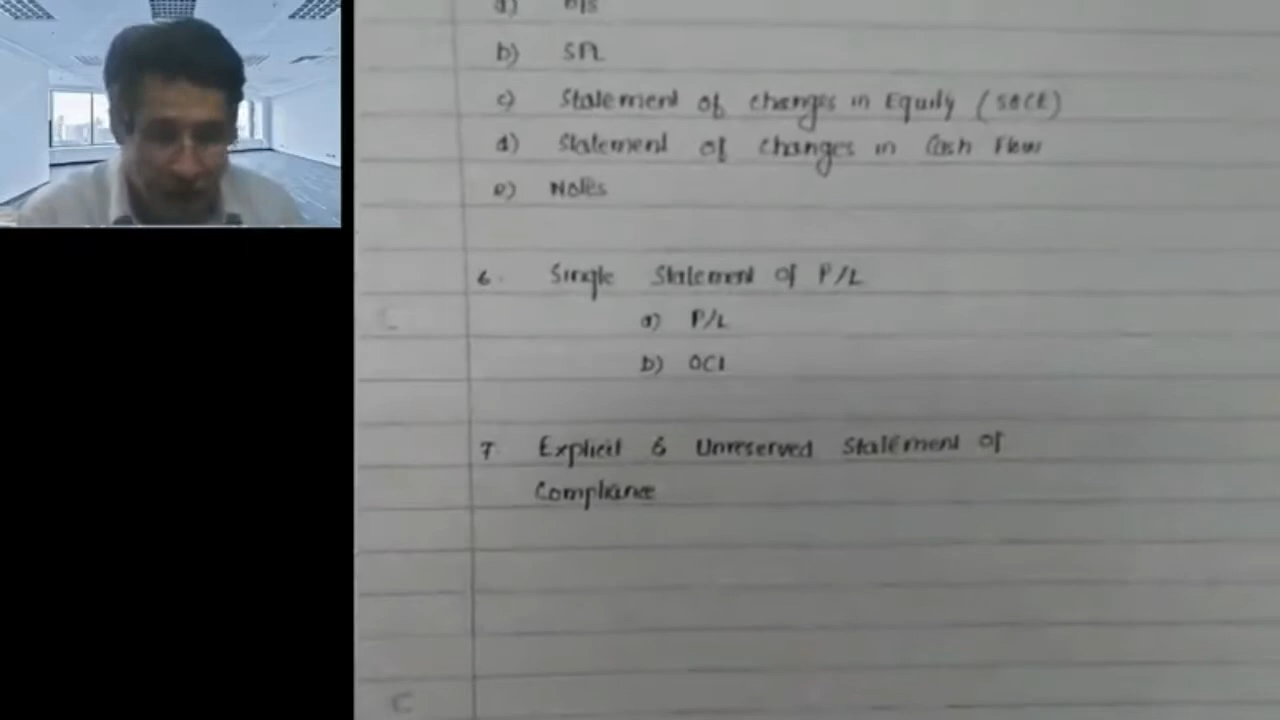 a) B/S
b) SPL
c) Statement of changes in Equity (SOCE)
d) Statement of changes in Cash Flow
e) Notes
6. Single Statement of P/L
a) P/L
b) OCI
7. Explicit & Unreserved Statement of
Compliance